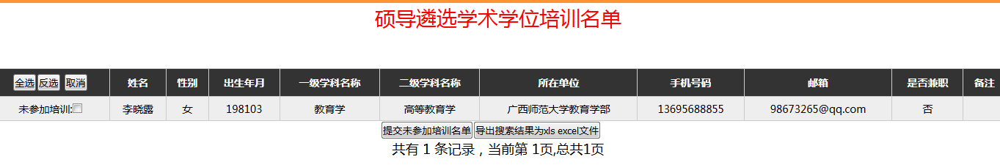 硕导遴选学术学位培训名单
全选 反选 取消 姓名 性别 出生年月 一级学科名称 二级学科名称 所在单位 手机号码 邮箱 是否兼职 备注
未参加培训: 李晓露 女 198103 教育学 高等教育学 广西师范大学教育学部 13695688855 98673265@qq.com 否
提交未参加培训名单 导出搜索结果为xls excel文件
共有 1 条记录，当前第 1页,总共1页